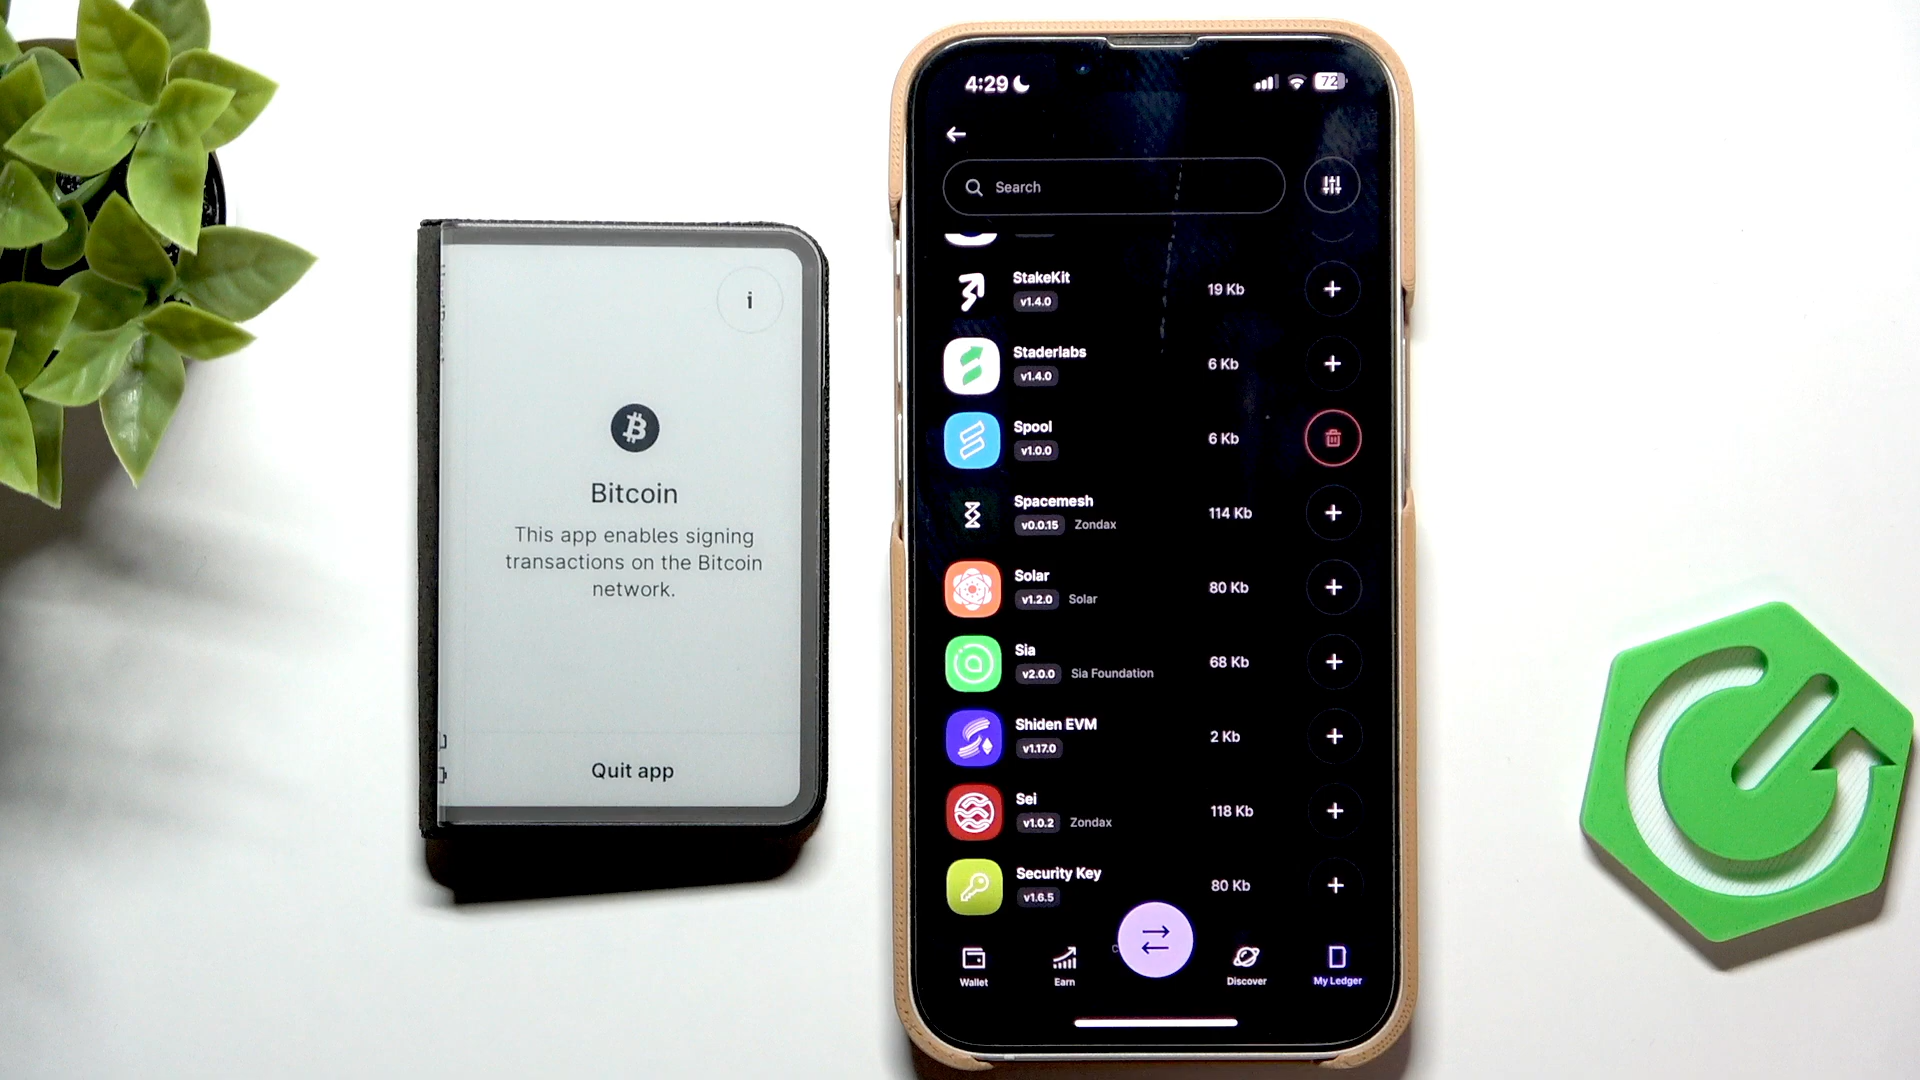 i
Bitcoin
This app enables signing
transactions on the Bitcoin
network.
Quit app
4:29
72
Search
StakeKit
v1.4.0
19 Kb
Staderlabs
v1.4.0
6 Kb
Spool
v1.0.0
6 Kb
Spacemesh
v0.0.15 Zondax
114 Kb
Solar
v1.2.0 Solar
80 Kb
Sia
v2.0.0 Sia Foundation
68 Kb
Shiden EVM
v1.17.0
2 Kb
Sei
v1.0.2 Zondax
118 Kb
Security Key
v1.6.5
80 Kb
Wallet
Earn
Discover
My Ledger